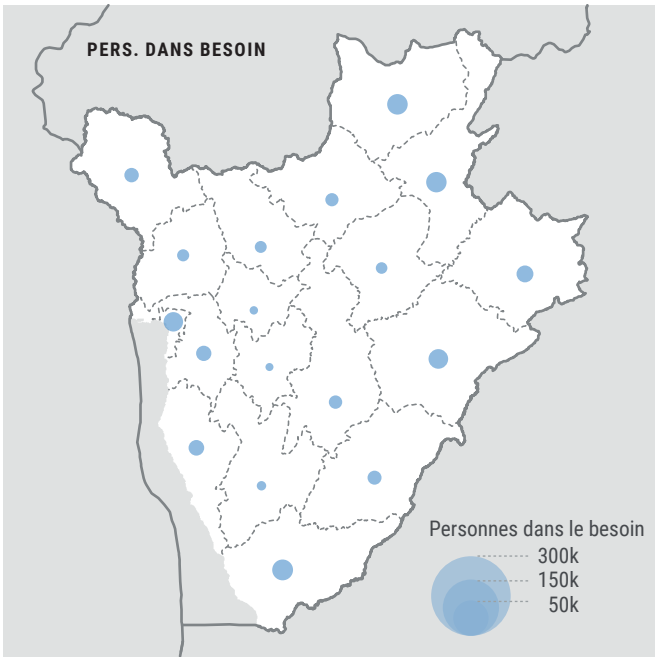 PERS. DANS BESOIN
Personnes dans le besoin
300k
150k
50k